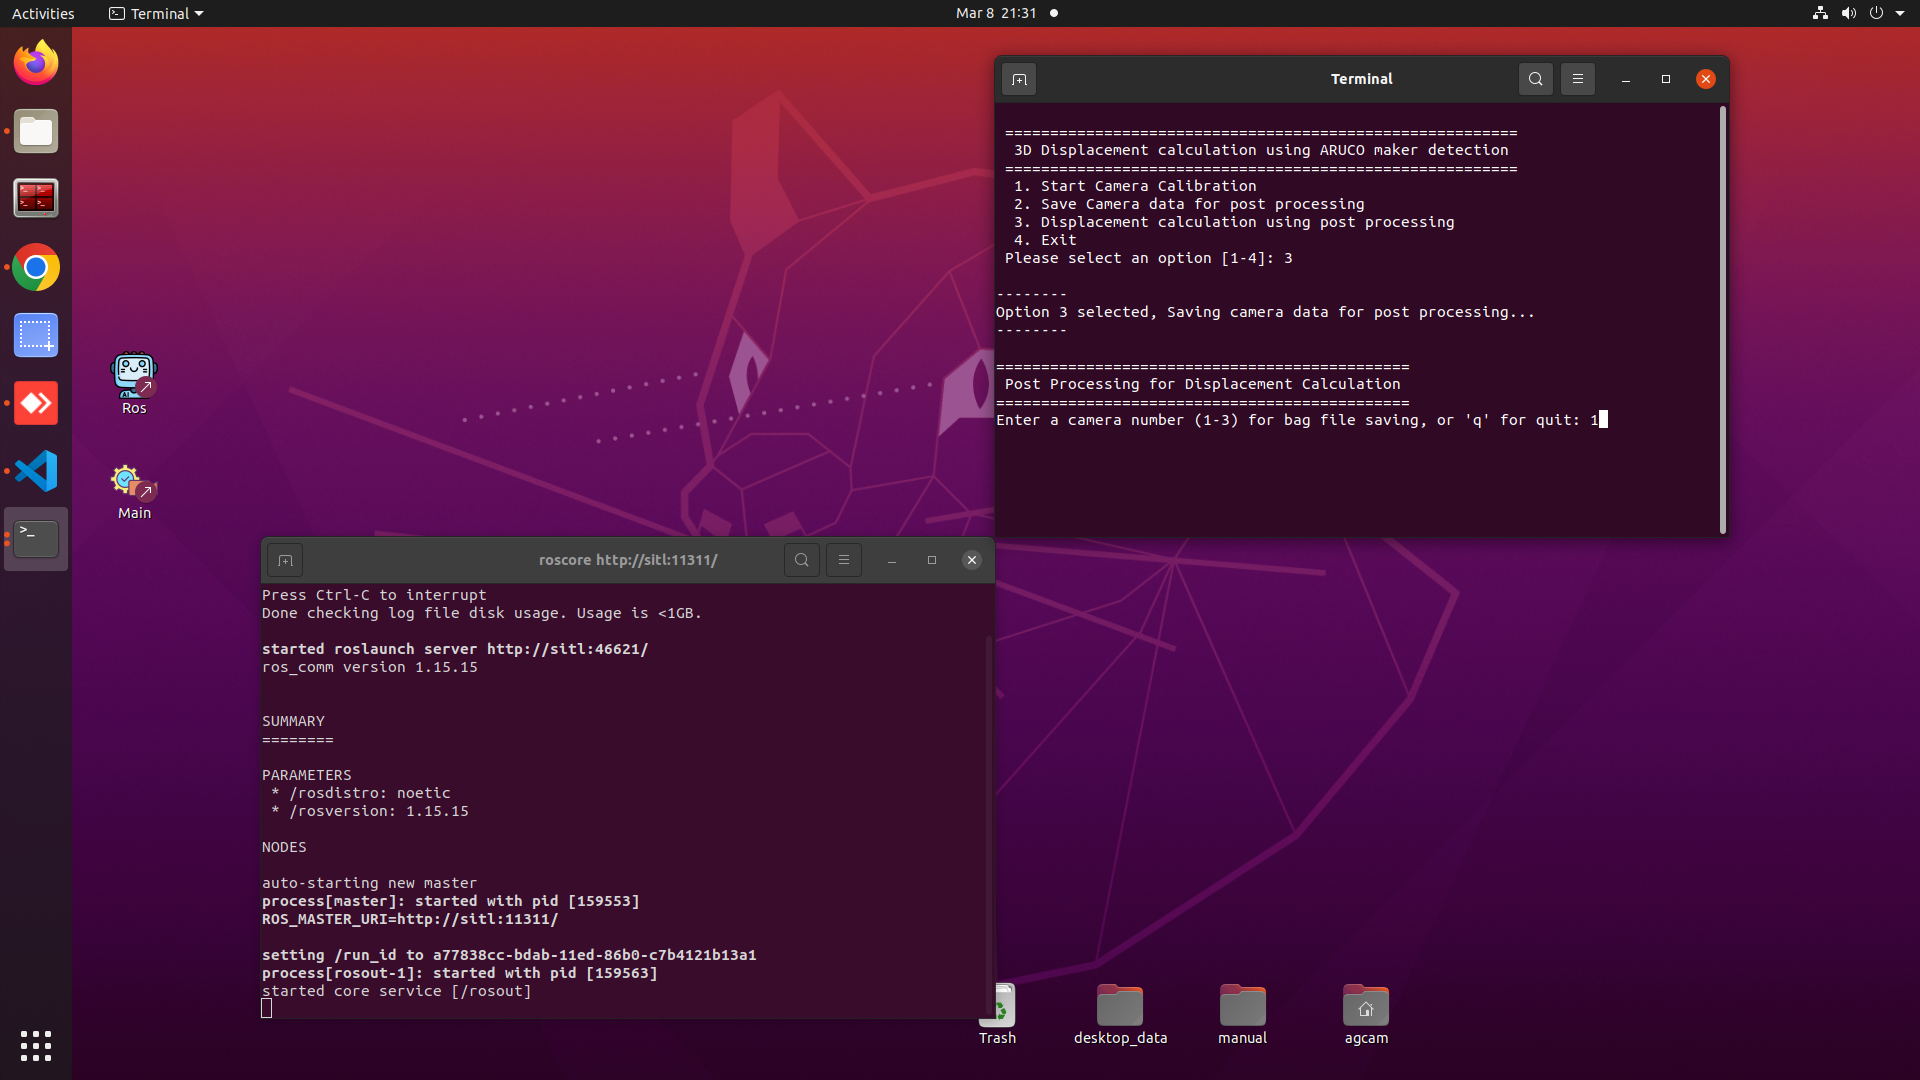 Activities
Terminal
Mar 8 21:31
Terminal
=========================================================
3D Displacement calculation using ARUCO maker detection
=========================================================
1. Start Camera Calibration
2. Save Camera data for post processing
3. Displacement calculation using post processing
4. Exit
Please select an option [1-4]: 3
--------
Option 3 selected, Saving camera data for post processing...
--------
==============================================
Post Processing for Displacement Calculation
==============================================
Enter a camera number (1-3) for bag file saving, or 'q' for quit: 1
Ros
Main
roscore http://sitl:11311/
Press Ctrl-C to interrupt
Done checking log file disk usage. Usage is <1GB.
started roslaunch server http://sitl:46621/
ros_comm version 1.15.15
SUMMARY
========
PARAMETERS
* /rosdistro: noetic
* /rosversion: 1.15.15
NODES
auto-starting new master
process[master]: started with pid [159553]
ROS_MASTER_URI=http://sitl:11311/
setting /run_id to a77838cc-bdab-11ed-86b0-c7b4121b13a1
process[rosout-1]: started with pid [159563]
started core service [/rosout]
Trash
desktop_data
manual
agcam